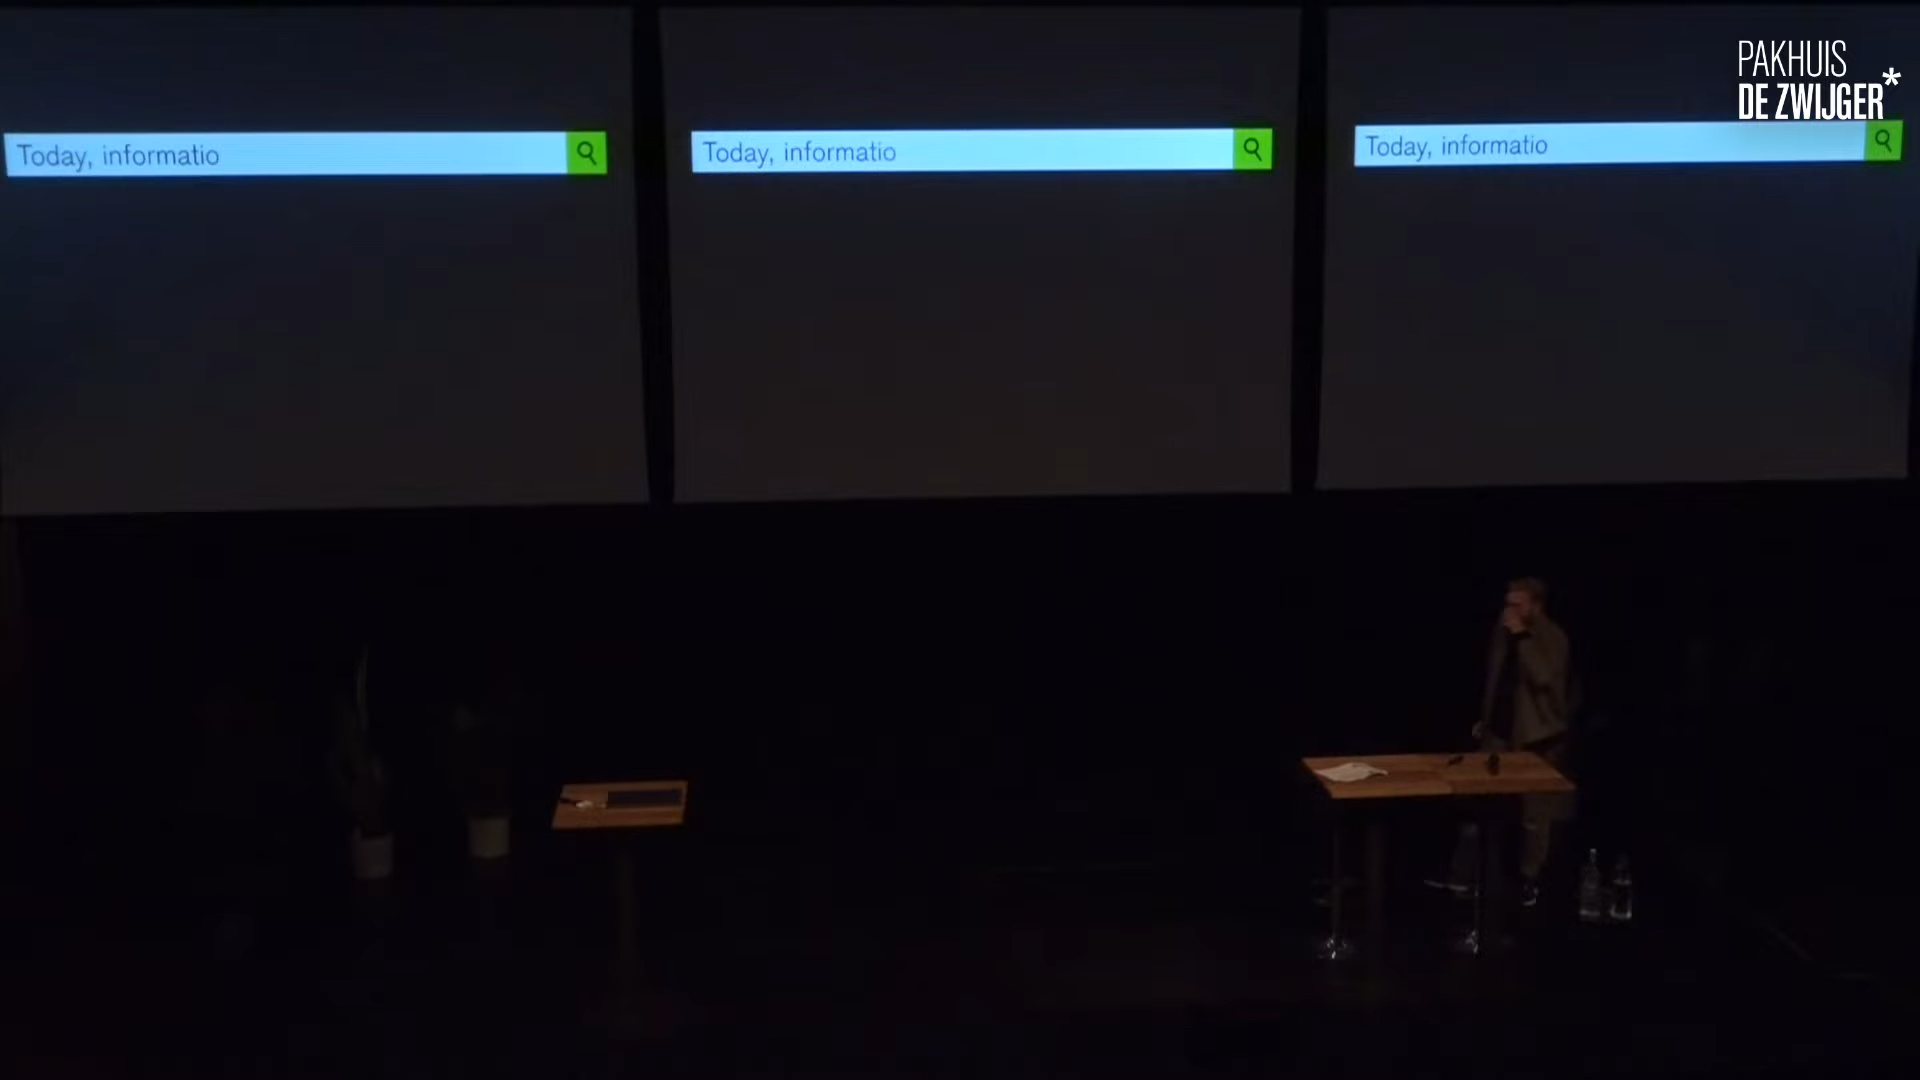 PAKHUIS
DE ZWIJGER*
Today, informatio
Today, informatio
Today, informatio